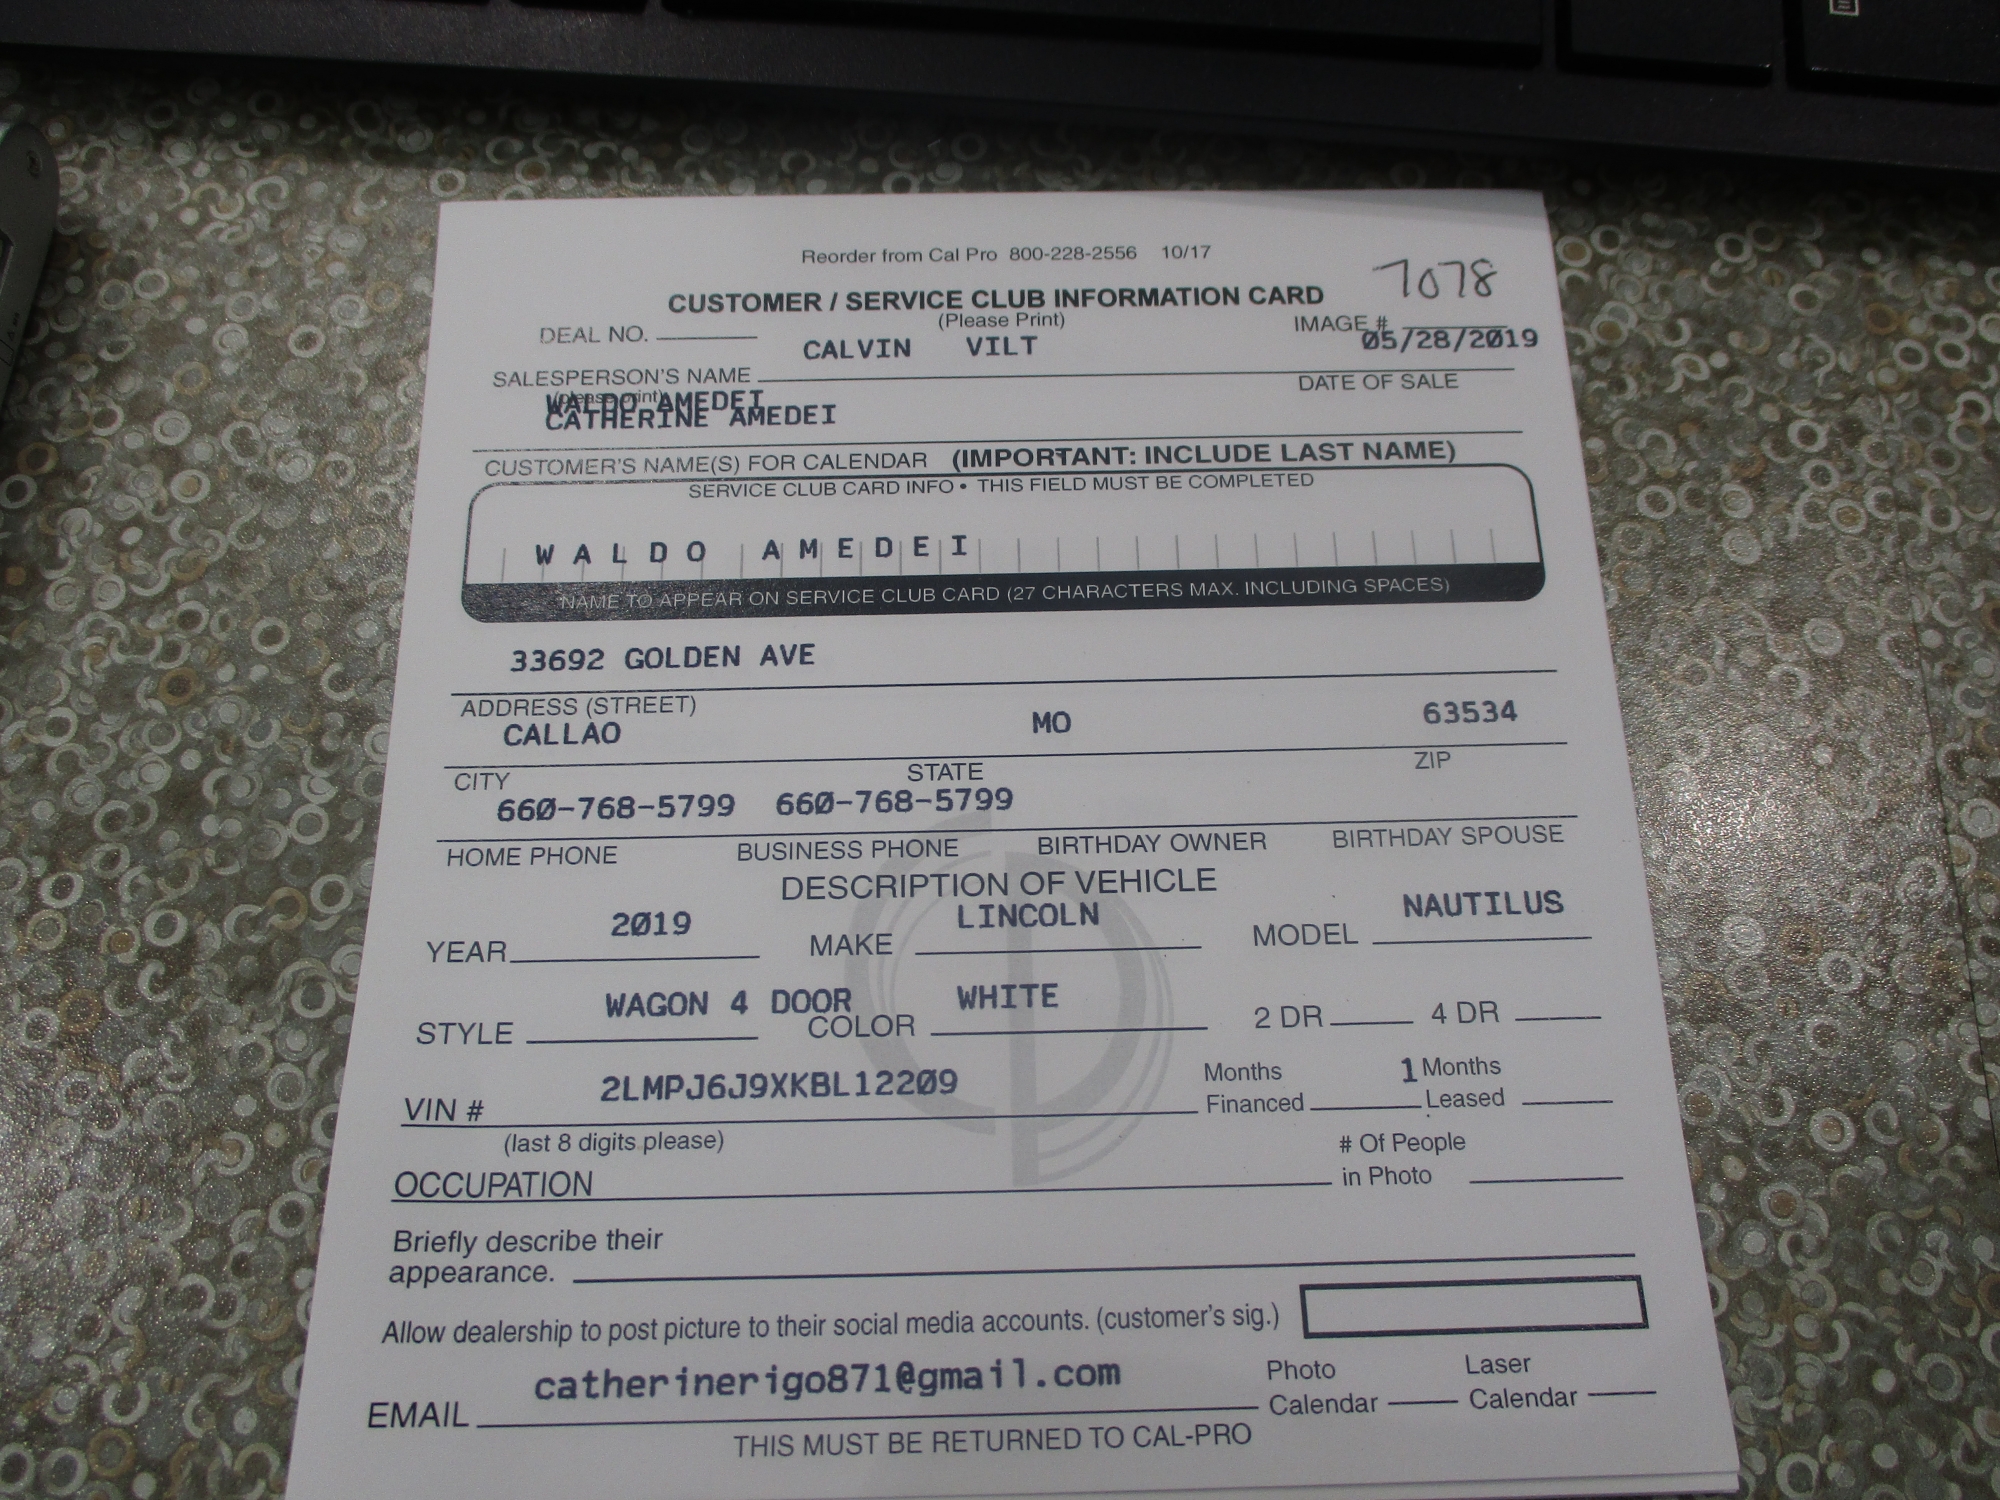 Reorder from Cal Pro 800-228-2556 10/17
7078
CUSTOMER / SERVICE CLUB INFORMATION CARD
(Please Print)
DEAL NO.
IMAGE #
CALVIN VILT
05/28/2019
SALESPERSON'S NAME
DATE OF SALE
(please print)
WALDO AMEDEI
CATHERINE AMEDEI
CUSTOMER'S NAME(S) FOR CALENDAR (IMPORTANT: INCLUDE LAST NAME)
SERVICE CLUB CARD INFO • THIS FIELD MUST BE COMPLETED
WALDO AMEDEI
NAME TO APPEAR ON SERVICE CLUB CARD (27 CHARACTERS MAX. INCLUDING SPACES)
33692 GOLDEN AVE
ADDRESS (STREET)
CALLAO MO 63534
CITY STATE ZIP
660-768-5799 660-768-5799
HOME PHONE BUSINESS PHONE BIRTHDAY OWNER BIRTHDAY SPOUSE
DESCRIPTION OF VEHICLE
2019 LINCOLN NAUTILUS
YEAR MAKE MODEL
WAGON 4 DOOR WHITE
STYLE COLOR 2 DR 4 DR
2LMPJ6J9XKBL12209
VIN #
Months Financed 1 Months Leased
(last 8 digits please)
# Of People in Photo
OCCUPATION
Briefly describe their
appearance.
Allow dealership to post picture to their social media accounts. (customer's sig.)
catherinerigo871@gmail.com
EMAIL
Photo Calendar Laser Calendar
THIS MUST BE RETURNED TO CAL-PRO